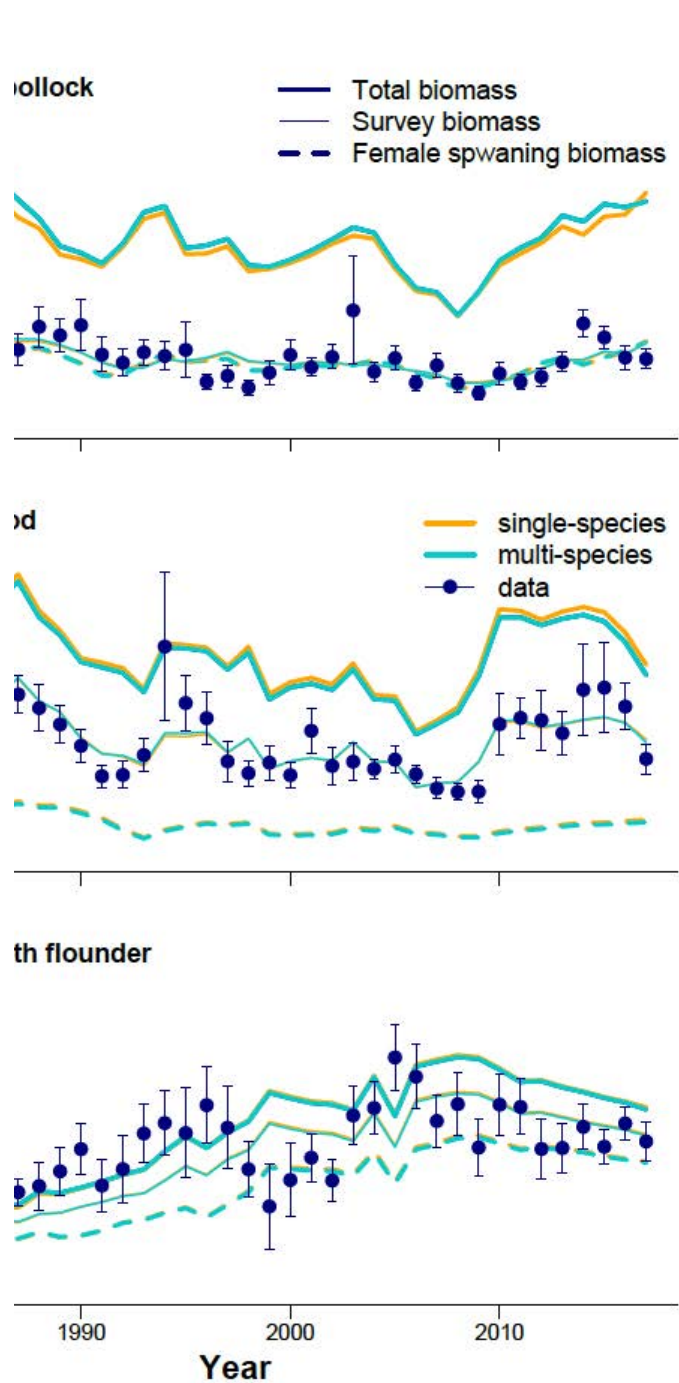 ollock
Total biomass
Survey biomass
Female spwaning biomass
od
single-species
multi-species
data
th flounder
1990 2000 2010
Year